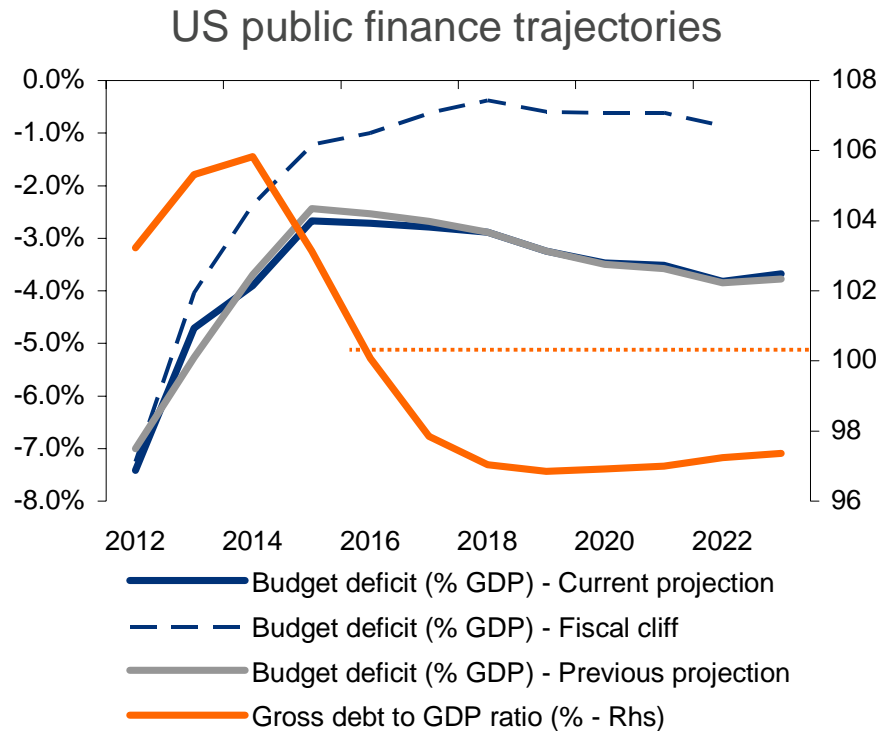 US public finance trajectories
0.0%
-1.0%
-2.0%
-3.0%
-4.0%
-5.0%
-6.0%
-7.0%
-8.0%
108
106
104
102
100
98
96
2012 2014 2016 2018 2020 2022
Budget deficit (% GDP) - Current projection
Budget deficit (% GDP) - Fiscal cliff
Budget deficit (% GDP) - Previous projection
Gross debt to GDP ratio (% - Rhs)